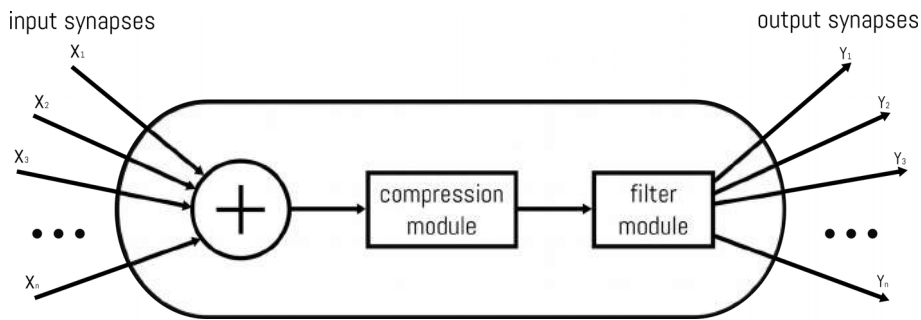 input synapses
output synapses
X₁
X₂
X₃
•••
Xₙ
+
compression
module
filter
module
Y₁
Y₂
Y₃
•••
Yₙ